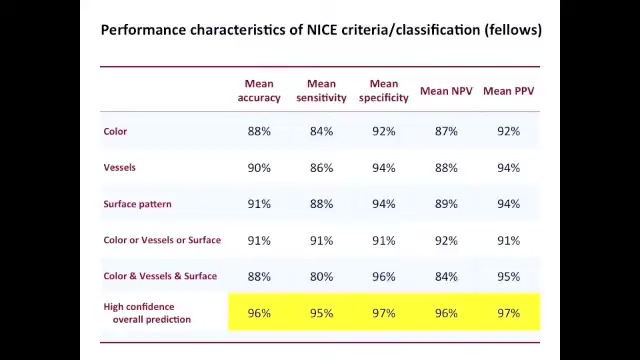 Performance characteristics of NICE criteria/classification (fellows)
Mean accuracy Mean sensitivity Mean specificity Mean NPV Mean PPV
Color 88% 84% 92% 87% 92%
Vessels 90% 86% 94% 88% 94%
Surface pattern 91% 88% 94% 89% 94%
Color or Vessels or Surface 91% 91% 91% 92% 91%
Color & Vessels & Surface 88% 80% 96% 84% 95%
High confidence
overall prediction 96% 95% 97% 96% 97%